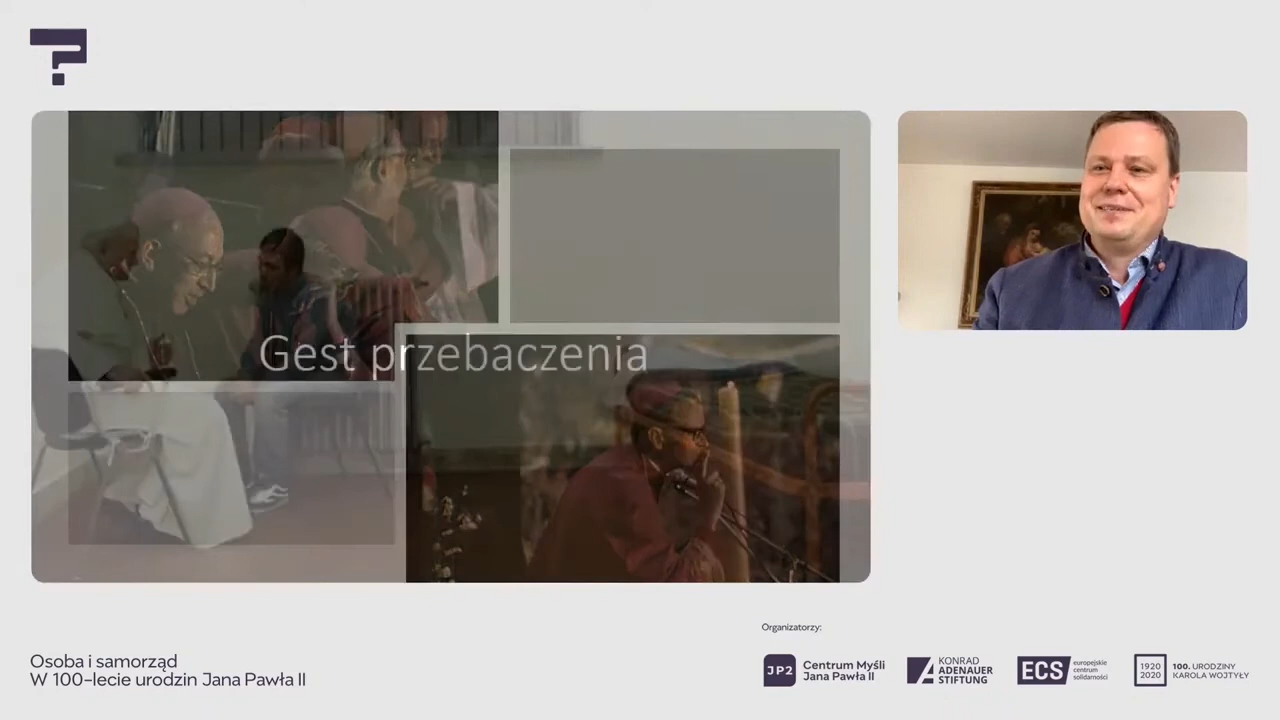 Gest przebaczenia
Organizatorzy:
Osoba i samorząd
W 100-lecie urodzin Jana Pawła II
JP2
Centrum Myśli
Jana Pawła II
KONRAD
ADENAUER
STIFTUNG
ECS
europejskie
centrum
solidarności
1920
2020
100. URODZINY
KAROLA WOJTYŁY